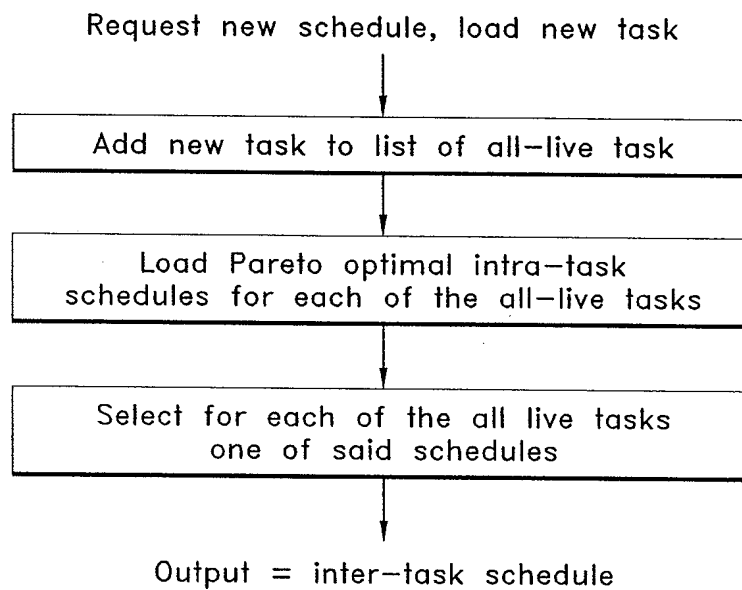 Request new schedule, load new task
Add new task to list of all-live task
Load Pareto optimal intra-task
schedules for each of the all-live tasks
Select for each of the all live tasks
one of said schedules
Output = inter-task schedule